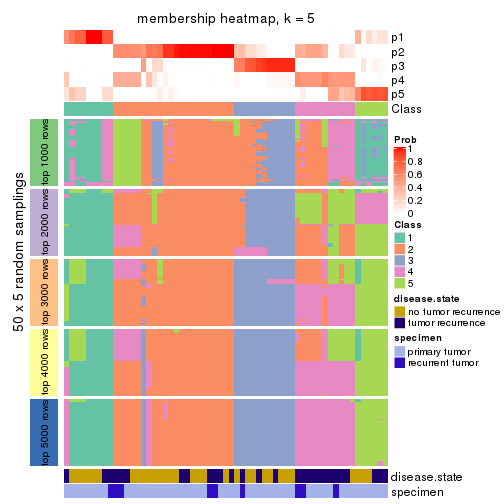 membership heatmap, k = 5
p1
p2
p3
p4
p5
Class
50 x 5 random samplings
top 1000 rows
top 2000 rows
top 3000 rows
top 4000 rows
top 5000 rows
disease.state
specimen
Prob
1
0.8
0.6
0.4
0.2
0
Class
1
2
3
4
5
disease.state
no tumor recurrence
tumor recurrence
specimen
primary tumor
recurrent tumor